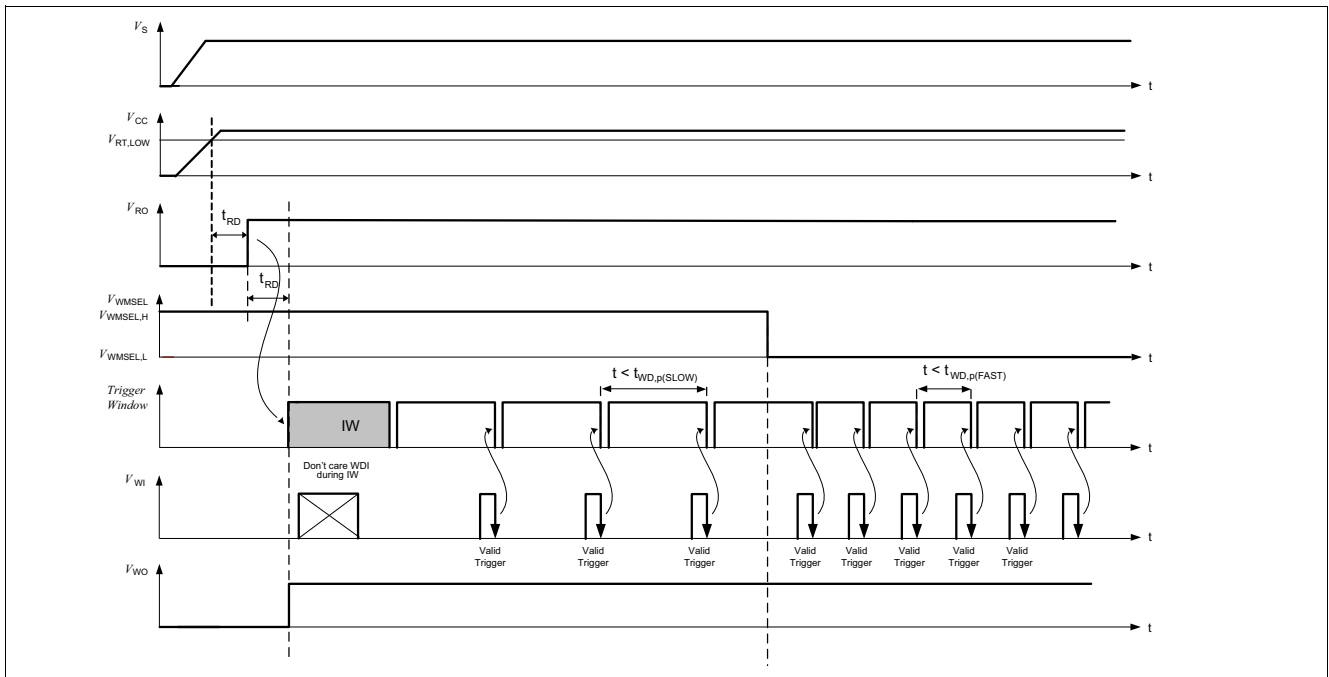 VS
t
VCC
VRT,LOW
t
VRO
tRD
t
tRD
VWMSEL
VWMSEL,H
VWMSEL,L
t
t < tWD,p(SLOW)
t < tWD,p(FAST)
Trigger
Window
IW
t
Don't care WDI
during IW
VWI
t
Valid
Trigger
Valid
Trigger
Valid
Trigger
Valid
Trigger
Valid
Trigger
Valid
Trigger
Valid
Trigger
Valid
Trigger
VWO
t